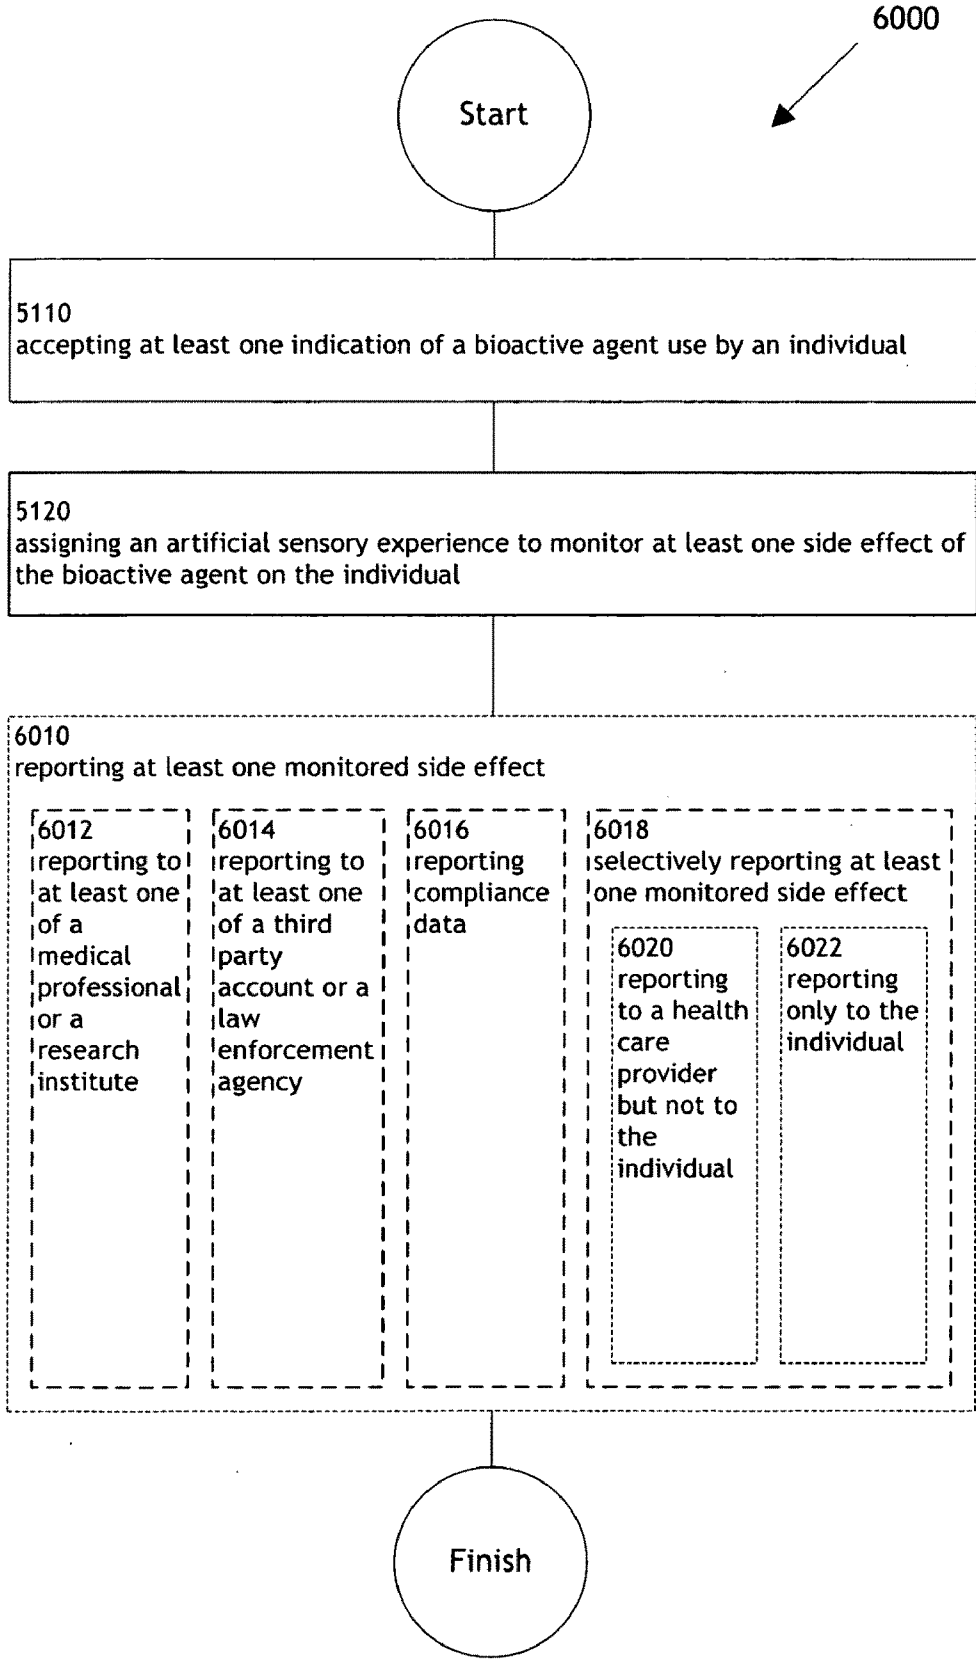 6000
Start
5110
accepting at least one indication of a bioactive agent use by an individual
5120
assigning an artificial sensory experience to monitor at least one side effect of
the bioactive agent on the individual
6010
reporting at least one monitored side effect
6012
reporting to
at least one
of a
medical
professional
or a
research
institute
6014
reporting to
at least one
of a third
party
account or a
law
enforcement
agency
6016
reporting
compliance
data
6018
selectively reporting at least
one monitored side effect
6020
reporting
to a health
care
provider
but not to
the
individual
6022
reporting
only to the
individual
Finish